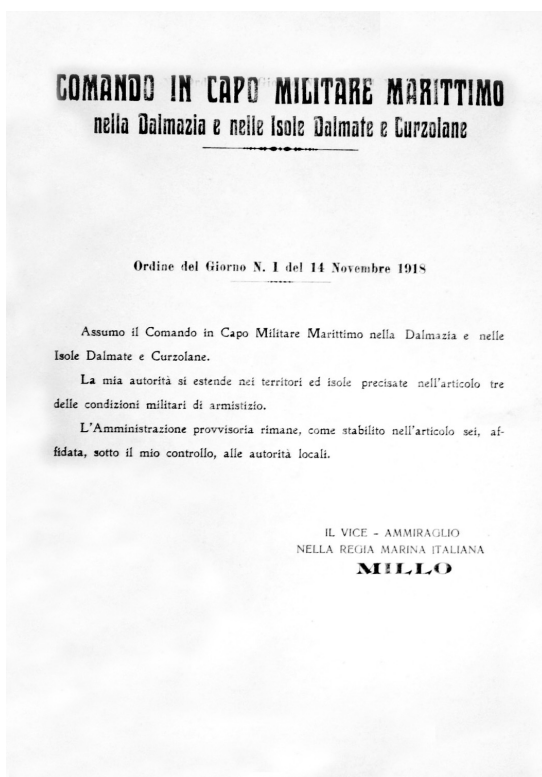 COMANDO IN CAPO MILITARE MARITTIMO
nella Dalmazia e nelle Isole Dalmate e Curzolane
Ordine del Giorno N. 1 del 14 Novembre 1918
Assumo il Comando in Capo Militare Marittimo nella Dalmazia e nelle
Isole Dalmate e Curzolane.
La mia autorità si estende nei territori ed isole precisate nell'articolo tre
delle condizioni militari di armistizio.
L'Amministrazione provvisoria rimane, come stabilito nell'articolo sei, af-
fidata, sotto il mio controllo, alle autorità locali.
IL VICE - AMMIRAGLIO
NELLA REGIA MARINA ITALIANA
MILLO